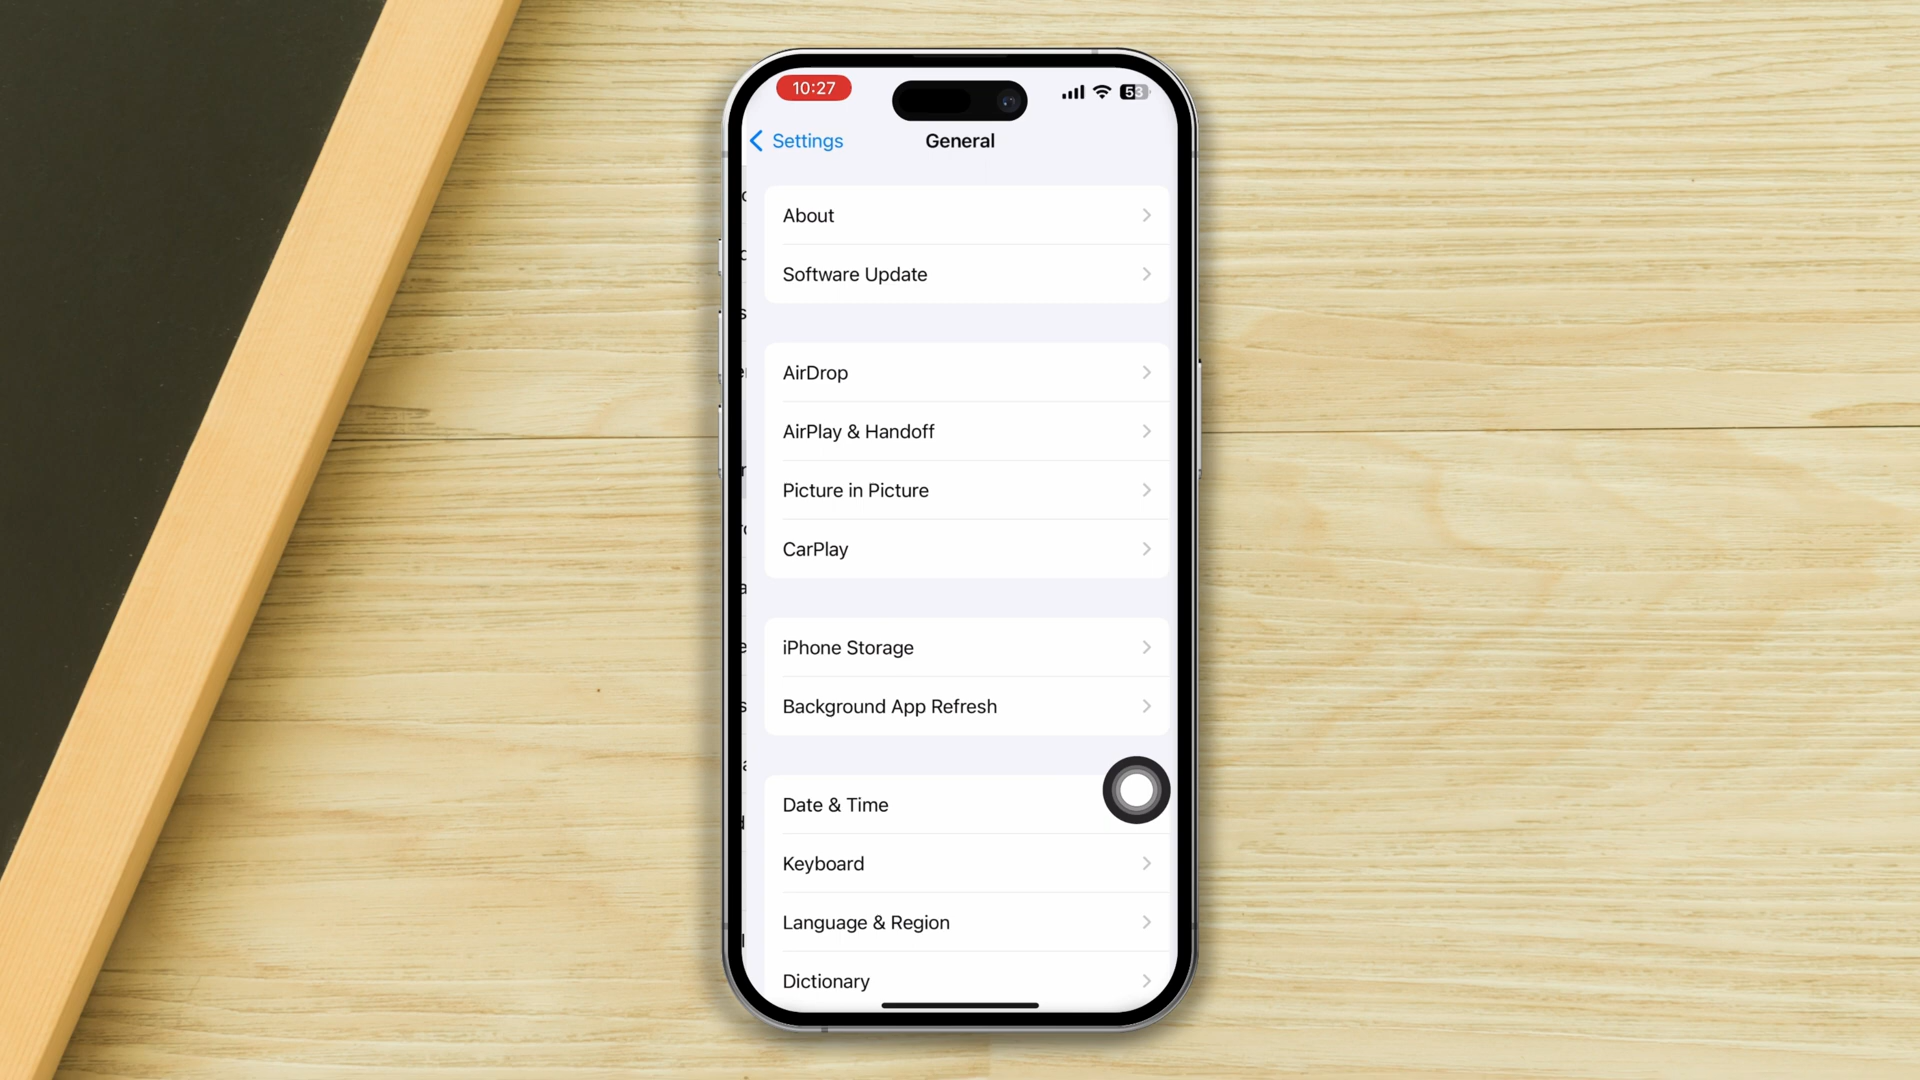 10:27
53
Settings
General
About
Software Update
AirDrop
AirPlay & Handoff
Picture in Picture
CarPlay
iPhone Storage
Background App Refresh
Date & Time
Keyboard
Language & Region
Dictionary